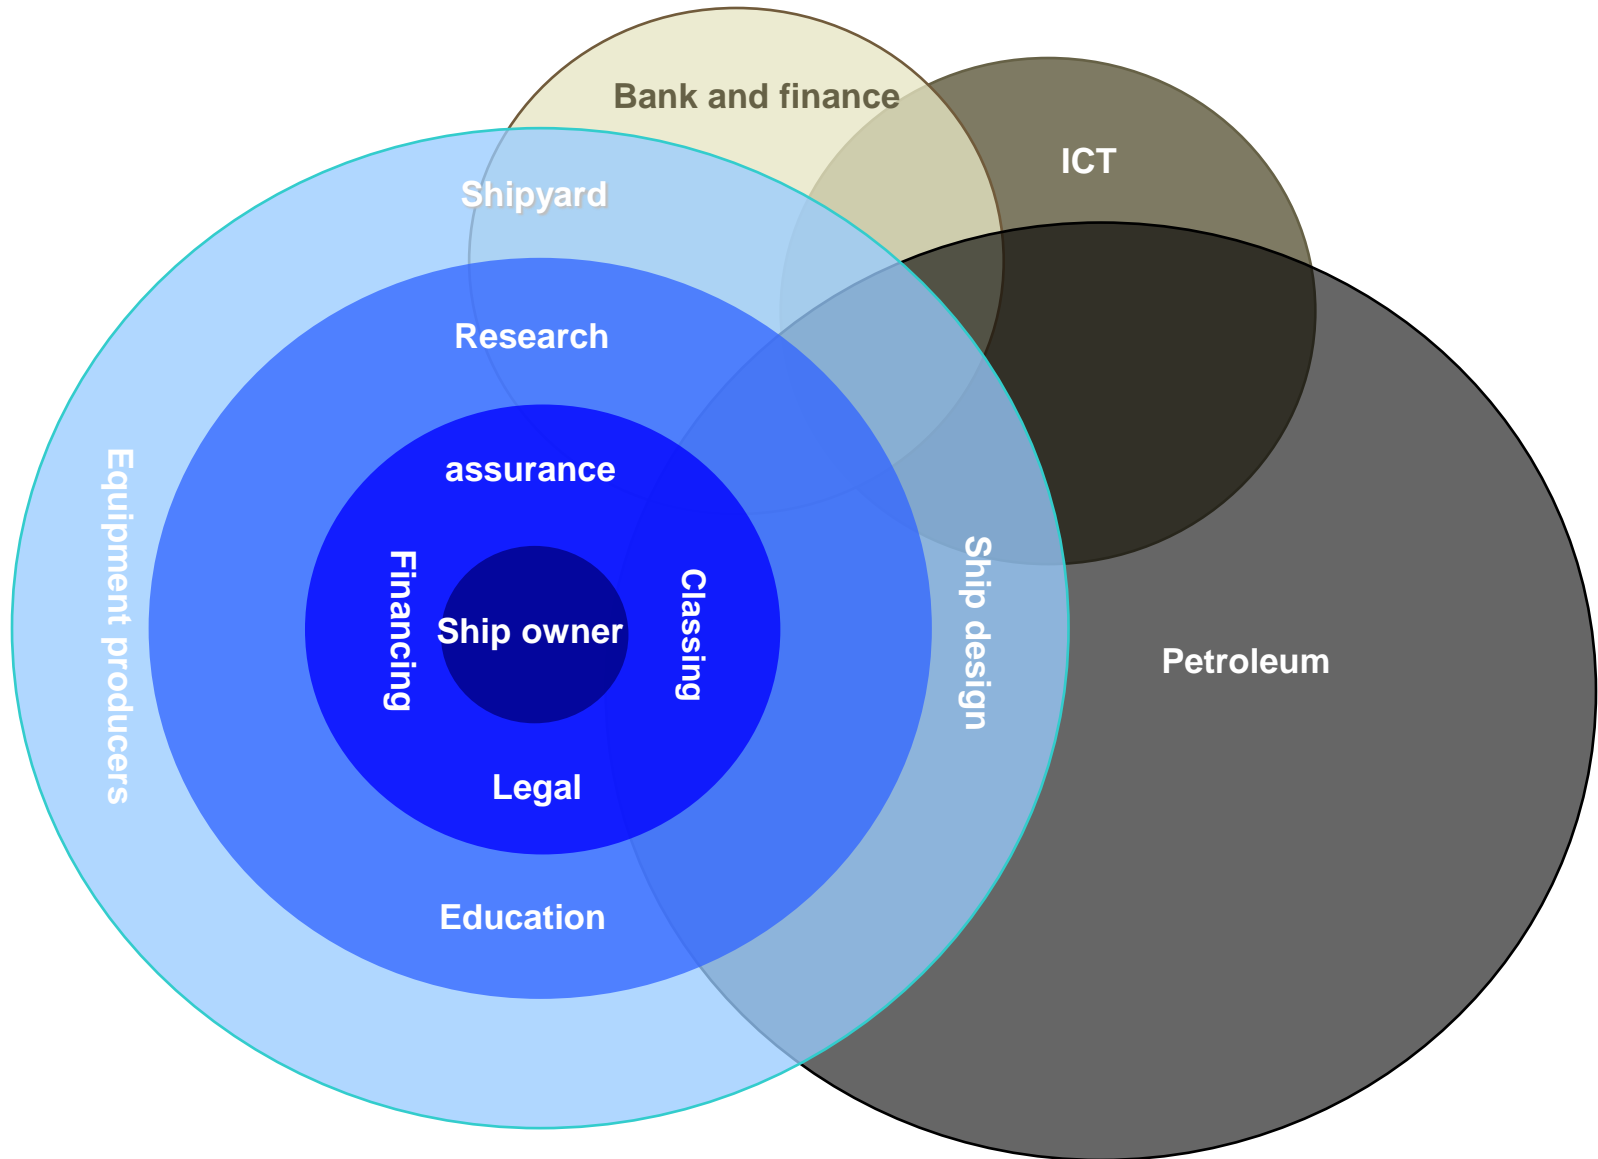 Bank and finance
ICT
Shipyard
Research
assurance
Equipment producers
Financing
Ship owner
Classing
Ship design
Petroleum
Legal
Education